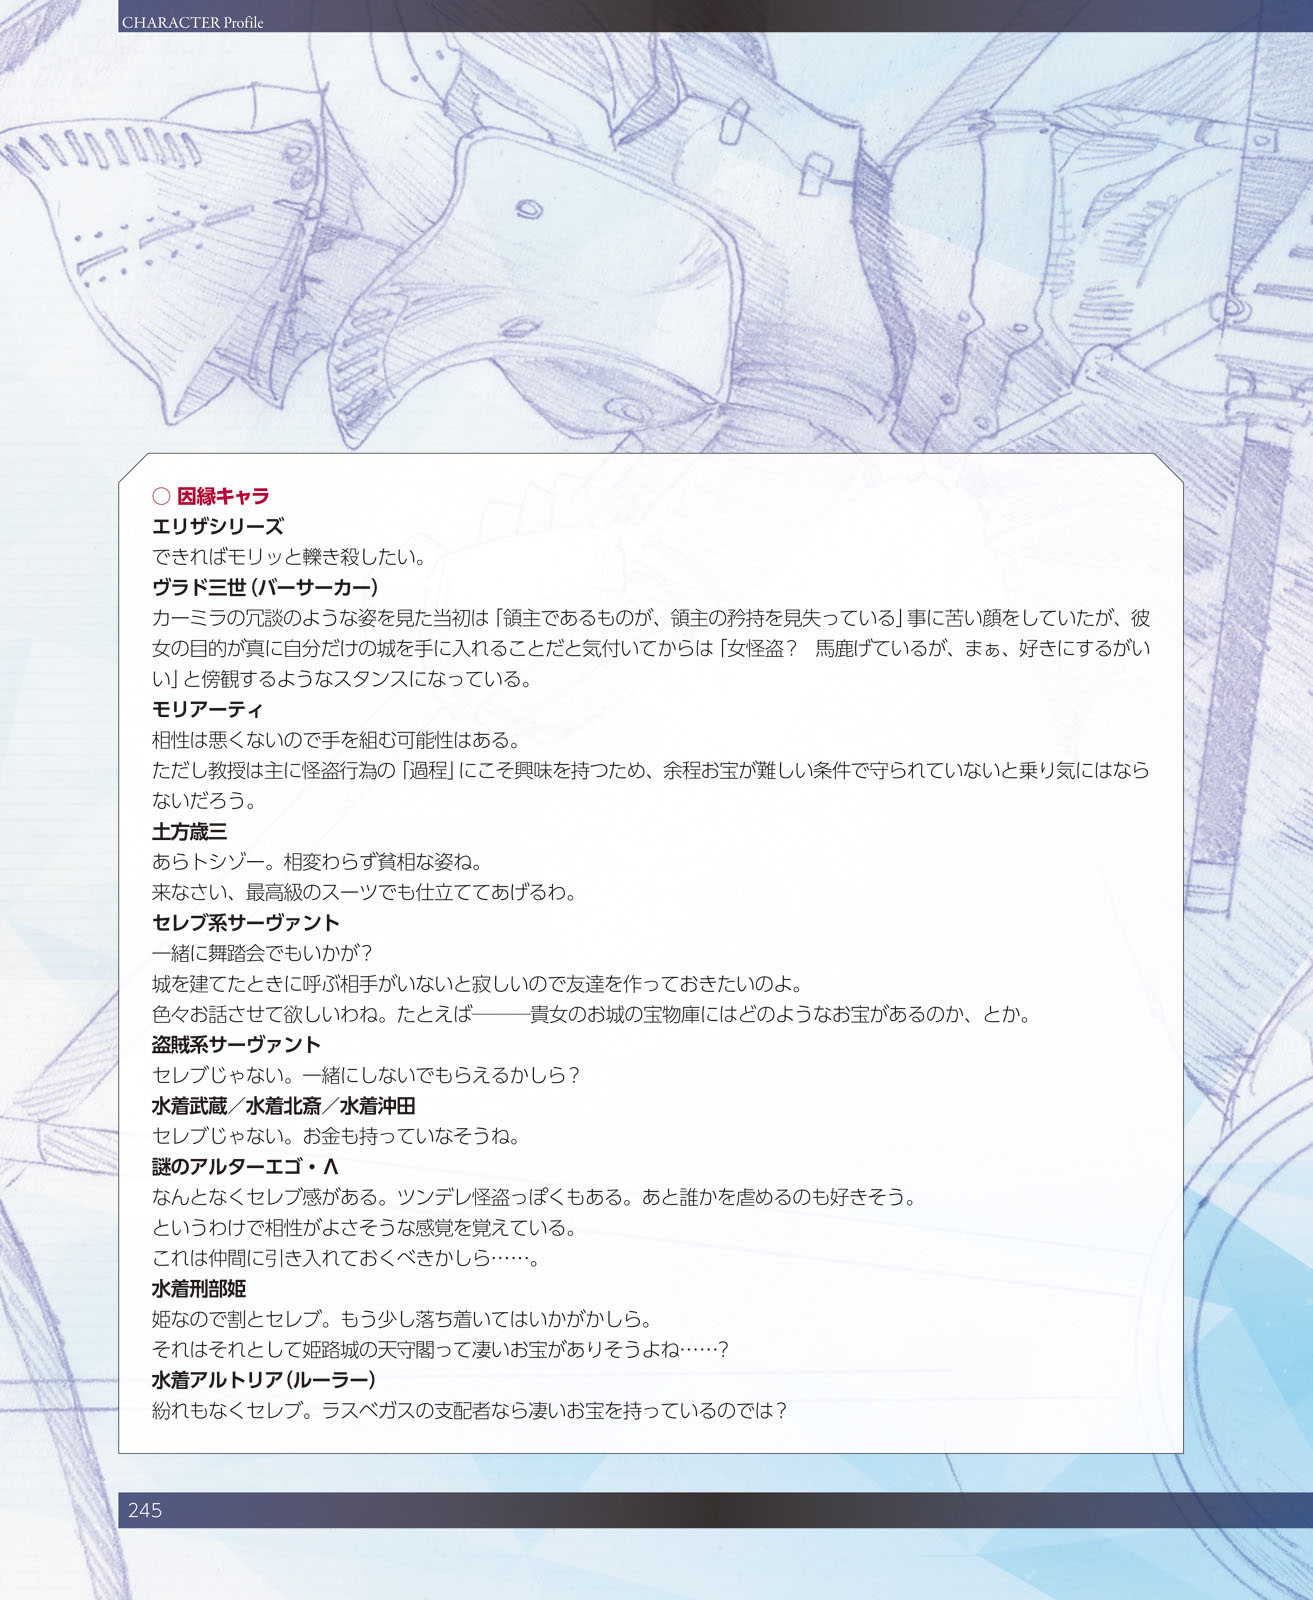 CHARACTER Profile
○ 因縁キャラ
エリザシリーズ
できればモリッと轢き殺したい。
ヴラド三世（バーサーカー）
カーミラの冗談のような姿を見た当初は「領主であるものが、領主の矜持を見失っている」事に苦い顔をしていたが、彼
女の目的が真に自分だけの城を手に入れることだと気付いてからは「女怪盗？　馬鹿げているが、まぁ、好きにするがい
い」と傍観するようなスタンスになっている。
モリアーティ
相性は悪くないので手を組む可能性はある。
ただし教授は主に怪盗行為の「過程」にこそ興味を持つため、余程お宝が難しい条件で守られていないと乗り気にはなら
ないだろう。
土方歳三
あらトシゾー。相変わらず貧相な姿ね。
来なさい、最高級のスーツでも仕立ててあげるわ。
セレブ系サーヴァント
一緒に舞踏会でもいかが？
城を建てたときに呼ぶ相手がいないと寂しいので友達を作っておきたいのよ。
色々お話させて欲しいわね。たとえば───貴女のお城の宝物庫にはどのようなお宝があるのか、とか。
盗賊系サーヴァント
セレブじゃない。一緒にしないでもらえるかしら？
水着武蔵／水着北斎／水着沖田
セレブじゃない。お金も持っていなそうね。
謎のアルターエゴ・Λ
なんとなくセレブ感がある。ツンデレ怪盗っぽくもある。あと誰かを虐めるのも好きそう。
というわけで相性がよさそうな感覚を覚えている。
これは仲間に引き入れておくべきかしら……。
水着刑部姫
姫なので割とセレブ。もう少し落ち着いてはいかがかしら。
それはそれとして姫路城の天守閣って凄いお宝がありそうよね……？
水着アルトリア（ルーラー）
紛れもなくセレブ。ラスベガスの支配者なら凄いお宝を持っているのでは？
245